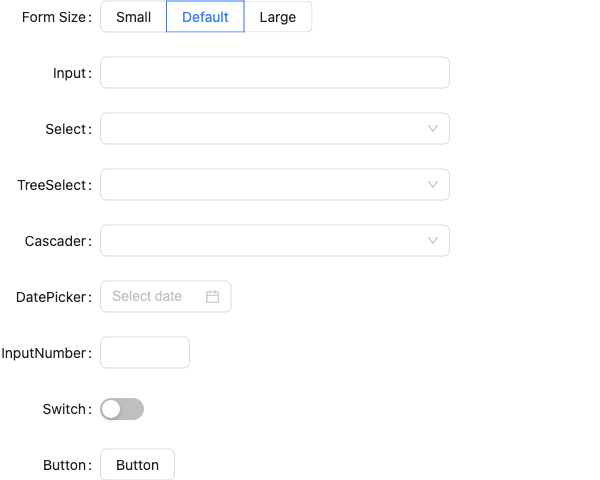 Form Size: Small Default Large
Input:
Select:
TreeSelect:
Cascader:
DatePicker: Select date
InputNumber:
Switch:
Button: Button